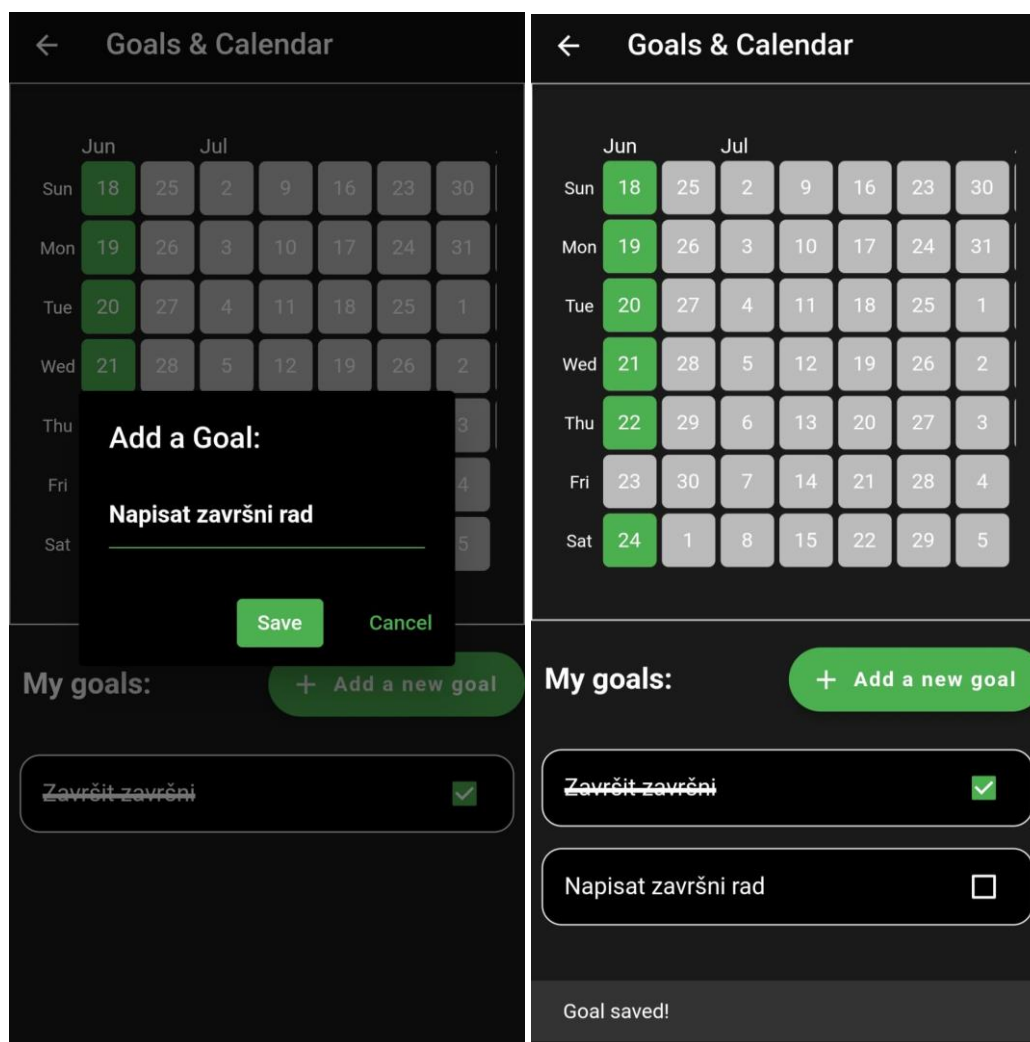 Goals & Calendar
Jun Jul
Sun 18 25 2 9 16 23 30
Mon 19 26 3 10 17 24 31
Tue 20 27 4 11 18 25 1
Wed 21 28 5 12 19 26 2
Thu 3
Fri 4
Sat 5
Add a Goal:
Napisat završni rad
Save Cancel
My goals:
+ Add a new goal
Završit završni
Goals & Calendar
Jun Jul
Sun 18 25 2 9 16 23 30
Mon 19 26 3 10 17 24 31
Tue 20 27 4 11 18 25 1
Wed 21 28 5 12 19 26 2
Thu 22 29 6 13 20 27 3
Fri 23 30 7 14 21 28 4
Sat 24 1 8 15 22 29 5
My goals:
+ Add a new goal
Završit završni
Napisat završni rad
Goal saved!